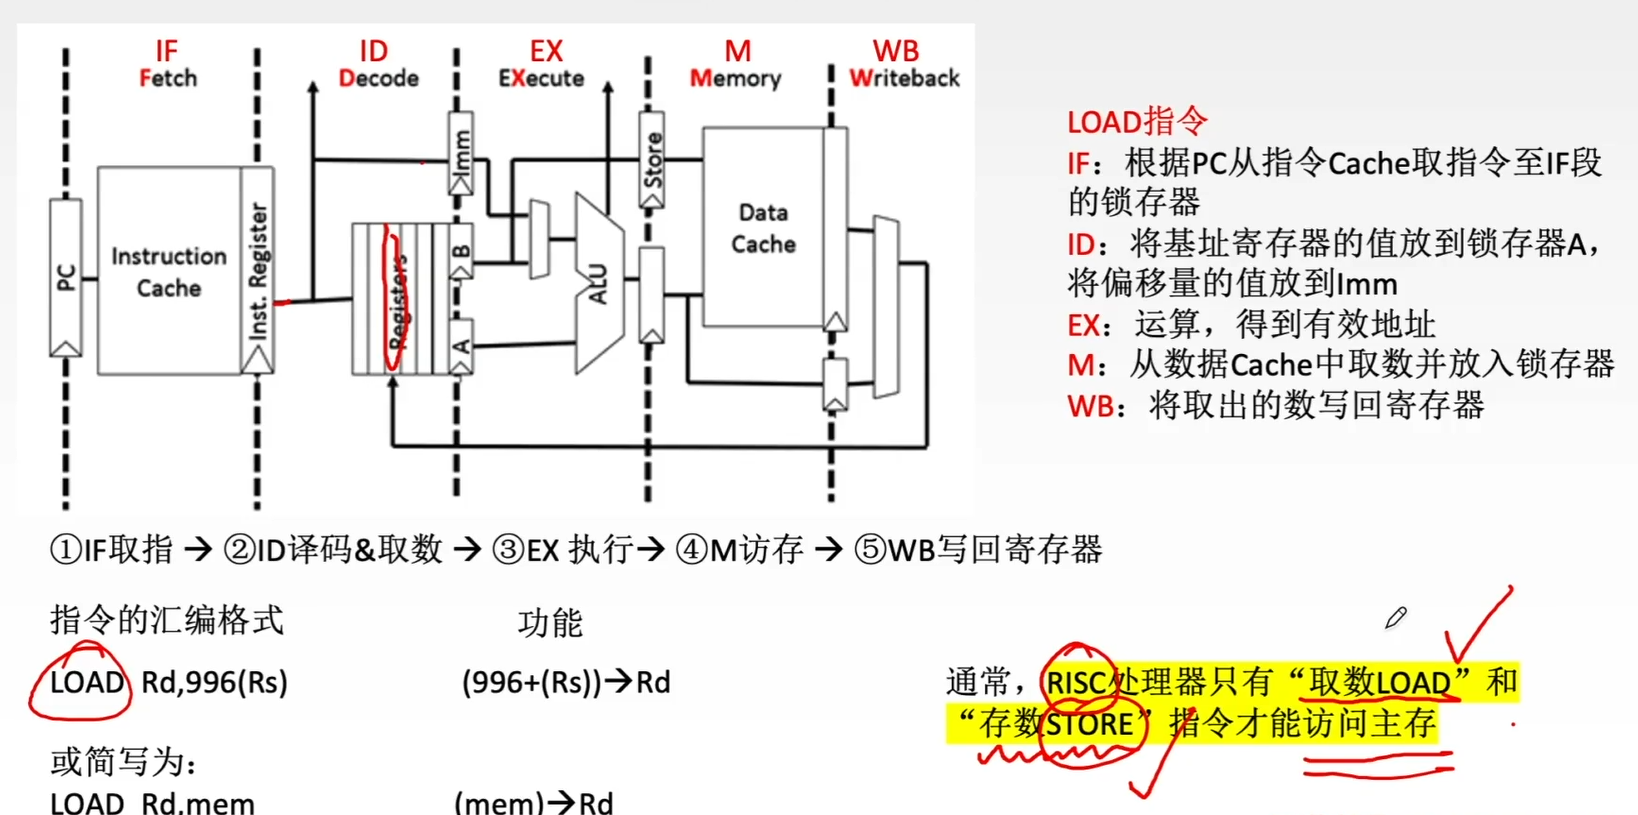 IF ID EX M WB
Fetch Decode EXecute Memory Writeback
PC
Instruction
Cache
Inst. Register
Registers
Imm
B
A
ALU
Store
Data
Cache
LOAD指令
IF：根据PC从指令Cache取指令至IF段
的锁存器
ID：将基址寄存器的值放到锁存器A，
将偏移量的值放到Imm
EX：运算，得到有效地址
M：从数据Cache中取数并放入锁存器
WB：将取出的数写回寄存器
①IF取指 → ②ID译码&取数 → ③EX 执行→ ④M访存 → ⑤WB写回寄存器
指令的汇编格式 功能
LOAD Rd,996(Rs) (996+(Rs))→Rd
或简写为：
LOAD Rd,mem (mem)→Rd
通常，RISC处理器只有“取数LOAD”和
“存数STORE”指令才能访问主存